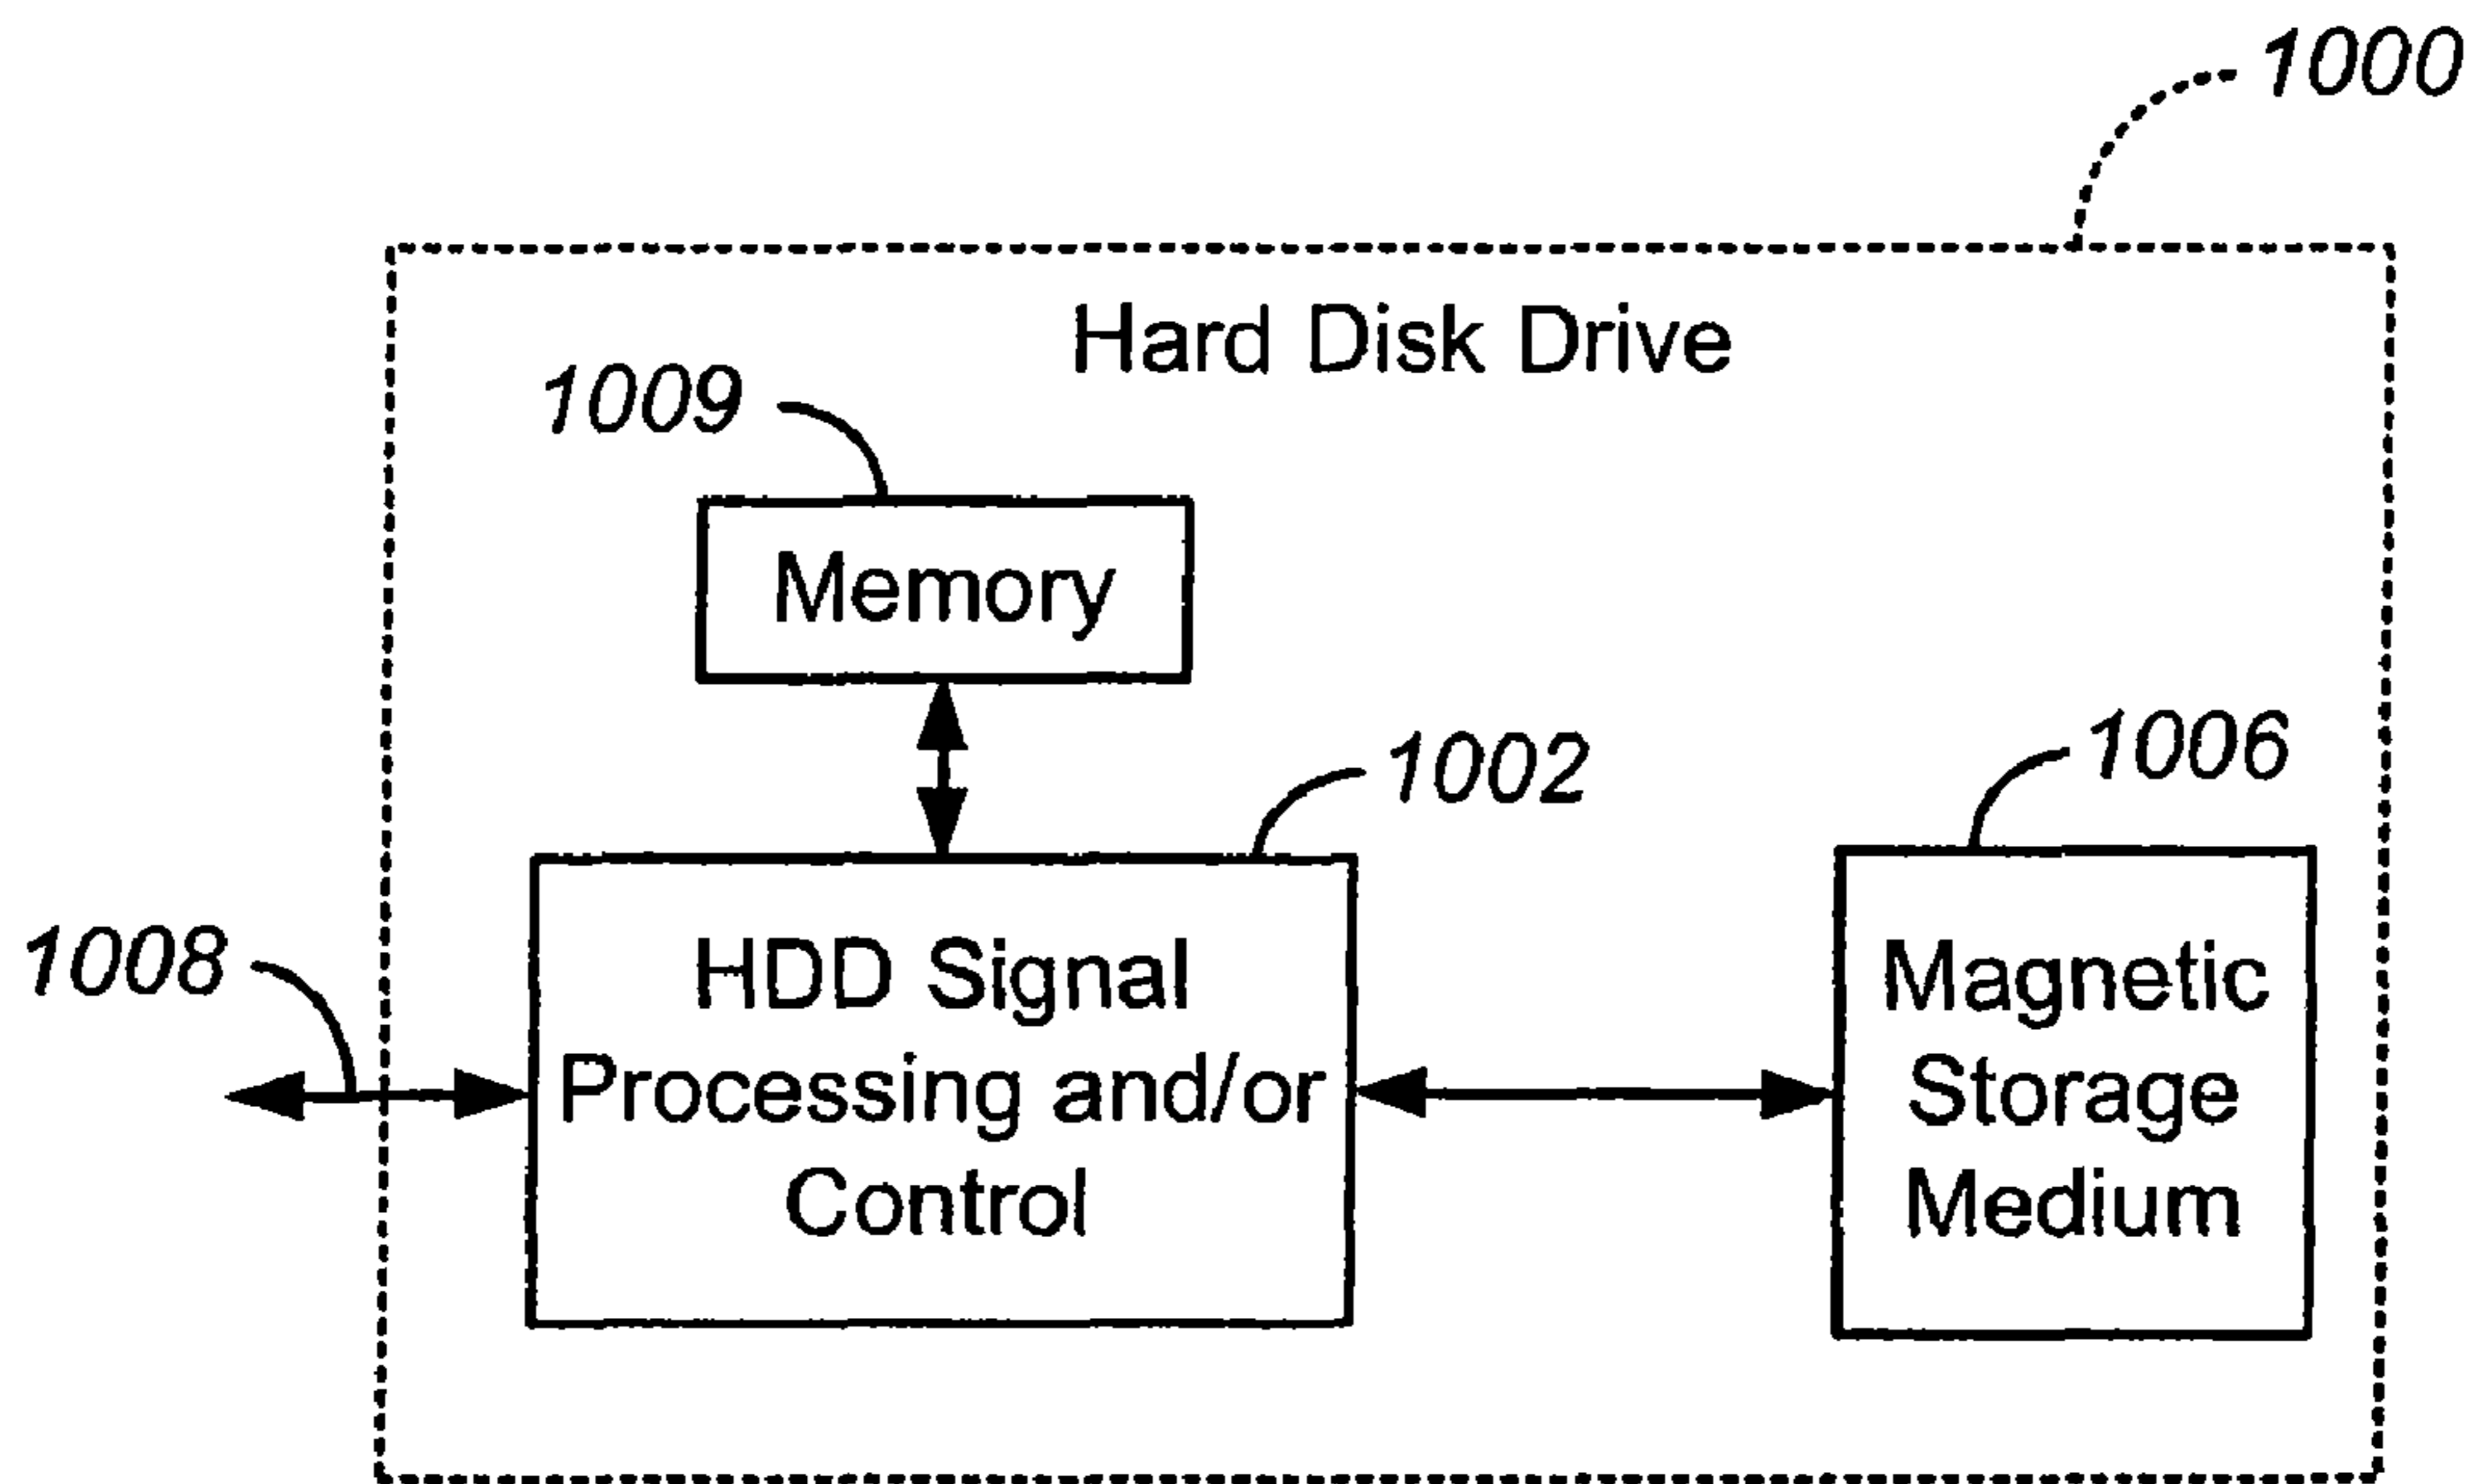 1000
Hard Disk Drive
1009
Memory
1002
1006
1008
HDD Signal
Processing and/or
Control
Magnetic
Storage
Medium